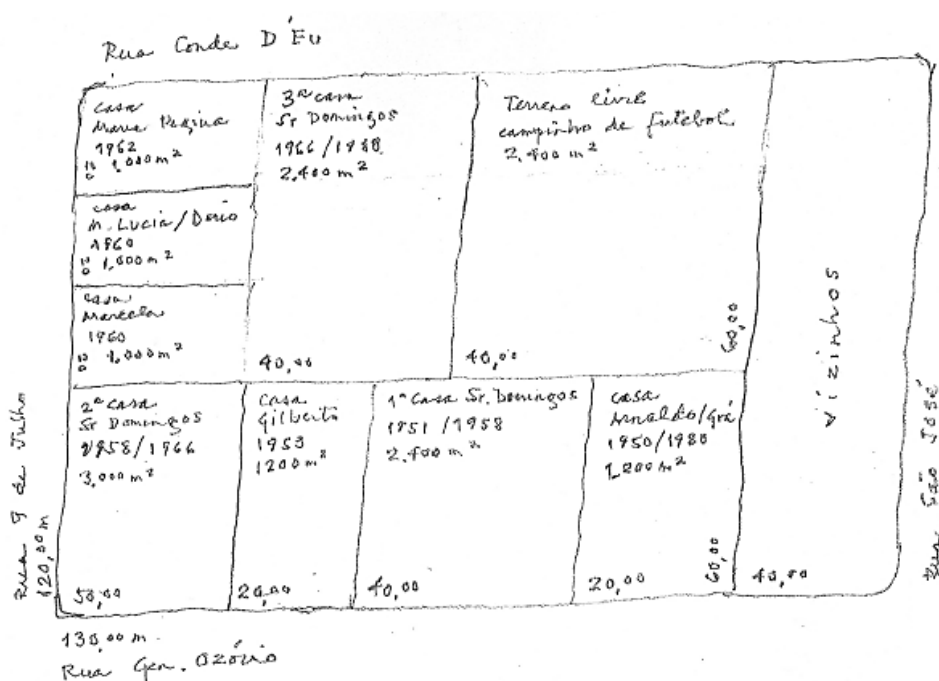 Rua Conde D'Eu
casa
Maria Regina
1962
20 1,000 m²
3ª casa
Sr Domingos
1966/1988
2,400 m²
Terreno livre
campinho de futebol
2,400 m²
casa
M. Lucia/Dario
1960
20 1,000 m²
casa
Marcela
1960
20 1,000 m²
40,00
40,00
60,00
vizinhos
2ª casa
Sr Domingos
1958/1966
3,000 m²
50,00
casa
Gilberto
1953
1200 m²
20,00
1ª Casa Sr. Domingos
1951/1958
2,400 m²
40,00
casa
Arnaldo/Grá
1950/1980
1,200 m²
20,00
60,00
40,00
Rua 9 de Julho
120,00 m
Rua São José
130,00 m
Rua Gen. Ozório